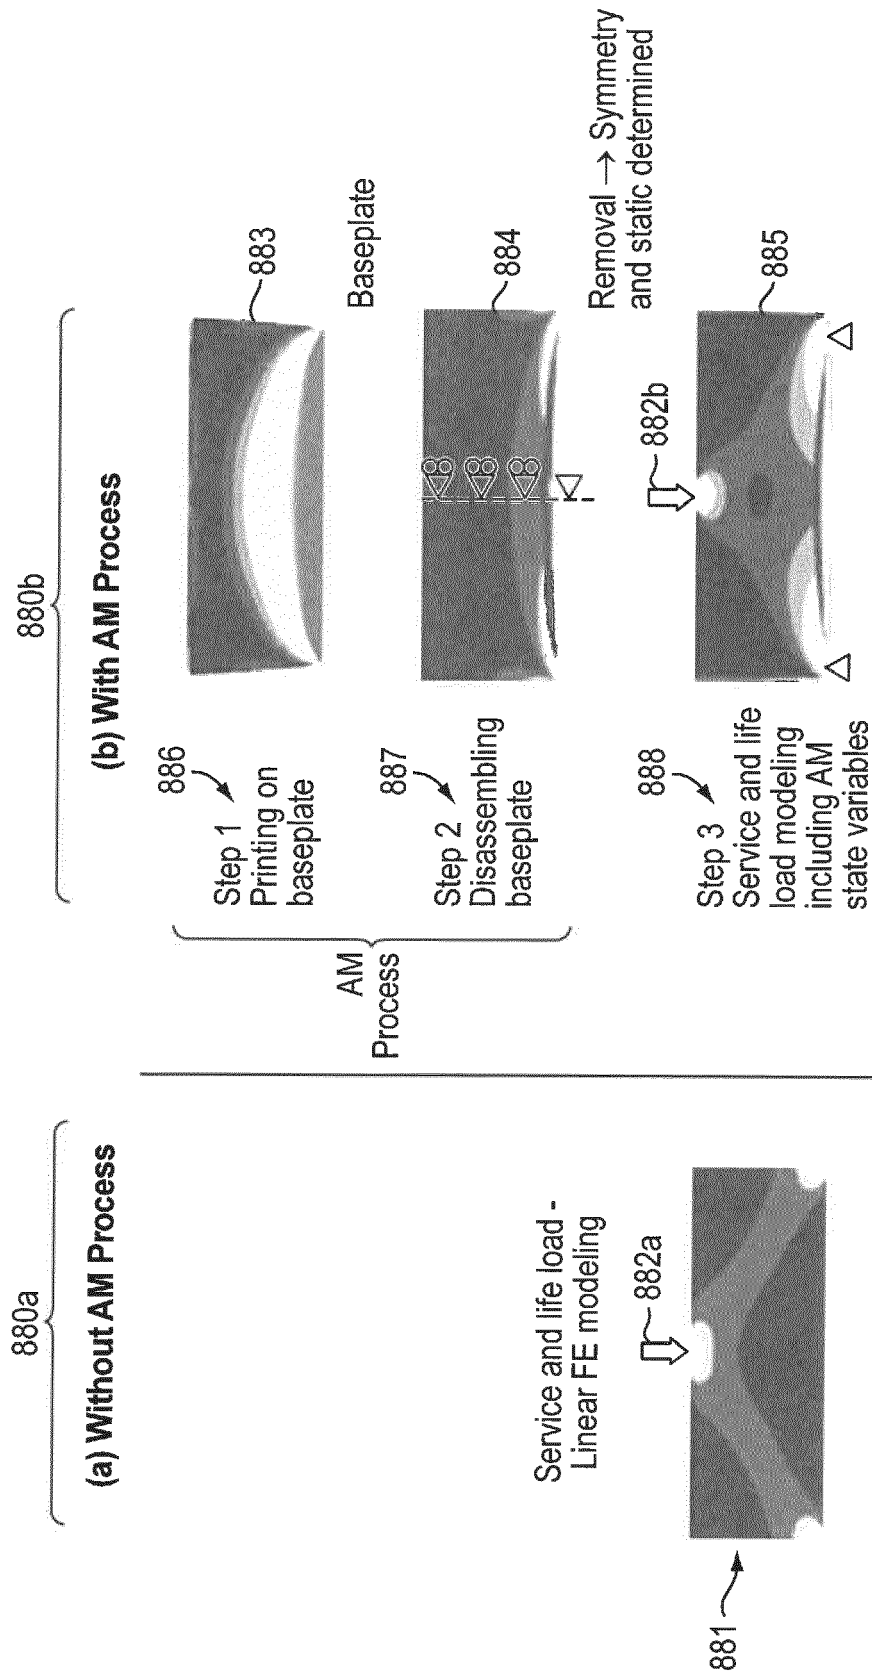 880a
(a) Without AM Process
Service and life load -
Linear FE modeling
882a
881
880b
(b) With AM Process
AM
Process
886
Step 1
Printing on
baseplate
883
Baseplate
887
Step 2
Disassembling
baseplate
884
Removal → Symmetry
and static determined
888
Step 3
Service and life
load modeling
including AM
state variables
882b
885